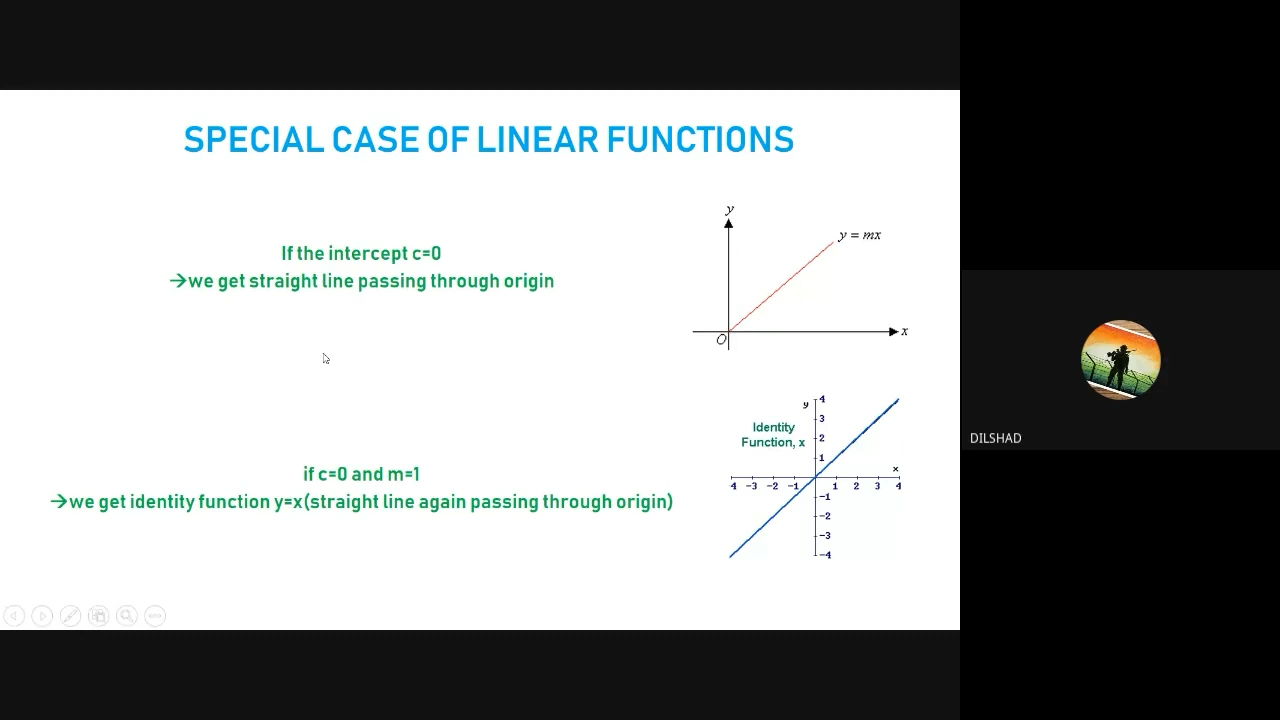 SPECIAL CASE OF LINEAR FUNCTIONS
If the intercept c=0
→we get straight line passing through origin
y
y = mx
O
x
if c=0 and m=1
→we get identity function y=x(straight line again passing through origin)
Identity
Function, x
y
4
3
2
1
x
4 -3 -2 -1 1 2 3 4
-1
-2
-3
-4
DILSHAD